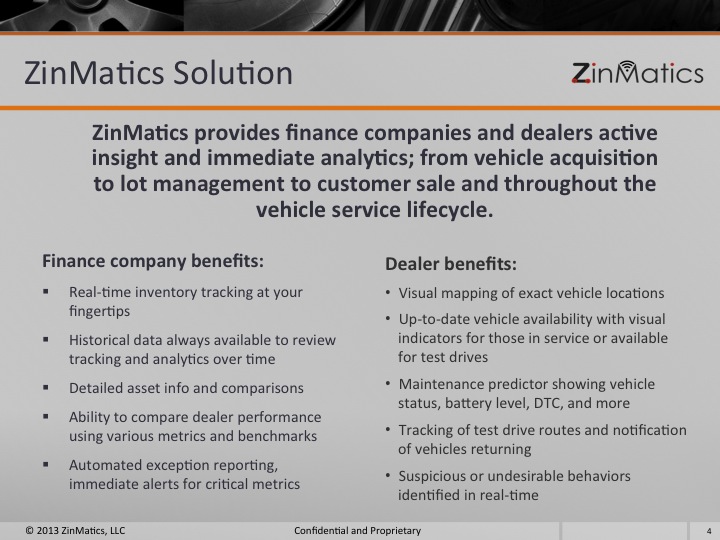 ZinMatics Solution
ZinMatics
ZinMatics provides finance companies and dealers active
insight and immediate analytics; from vehicle acquisition
to lot management to customer sale and throughout the
vehicle service lifecycle.
Finance company benefits:
▪ Real-time inventory tracking at your
fingertips
▪ Historical data always available to review
tracking and analytics over time
▪ Detailed asset info and comparisons
▪ Ability to compare dealer performance
using various metrics and benchmarks
▪ Automated exception reporting,
immediate alerts for critical metrics
Dealer benefits:
• Visual mapping of exact vehicle locations
• Up-to-date vehicle availability with visual
indicators for those in service or available
for test drives
• Maintenance predictor showing vehicle
status, battery level, DTC, and more
• Tracking of test drive routes and notification
of vehicles returning
• Suspicious or undesirable behaviors
identified in real-time
© 2013 ZinMatics, LLC
Confidential and Proprietary
4